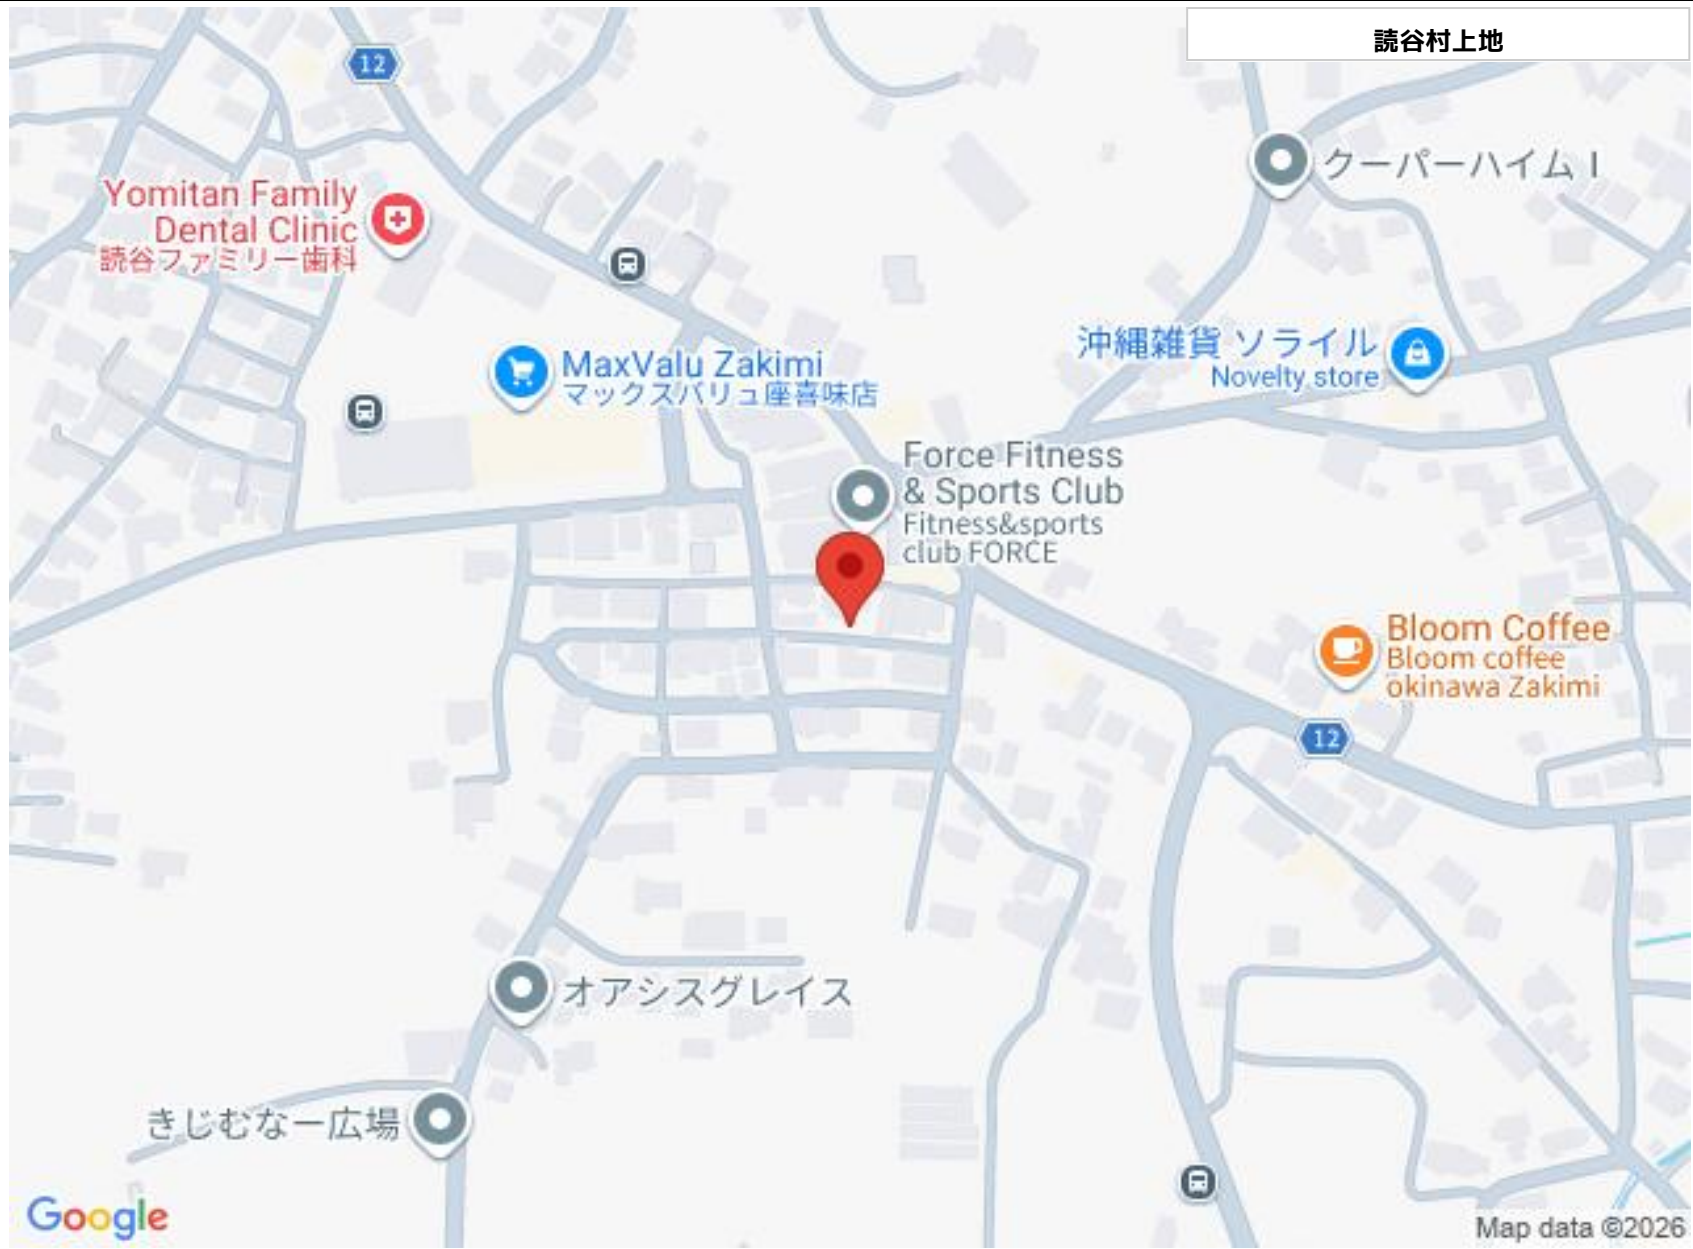 読谷村上地
12
クーパーハイム I
Yomitan Family
Dental Clinic
読谷ファミリー歯科
沖縄雑貨 ソライル
Novelty store
MaxValu Zakimi
マックスバリュ座喜味店
Force Fitness
& Sports Club
Fitness&sports
club FORCE
Bloom Coffee
Bloom coffee
okinawa Zakimi
12
オアシスグレイス
きじむなー広場
Google
Map data ©2026